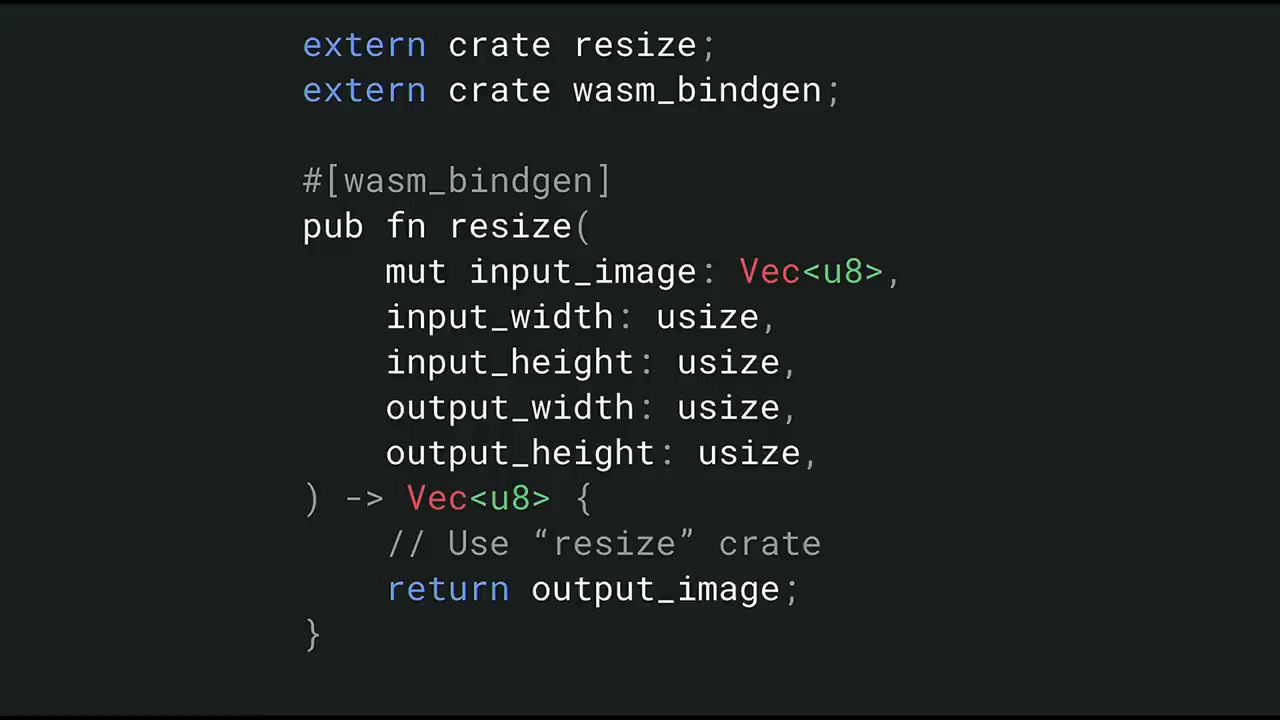 extern crate resize;
extern crate wasm_bindgen;

#[wasm_bindgen]
pub fn resize(
    mut input_image: Vec<u8>,
    input_width: usize,
    input_height: usize,
    output_width: usize,
    output_height: usize,
) -> Vec<u8> {
    // Use “resize” crate
    return output_image;
}